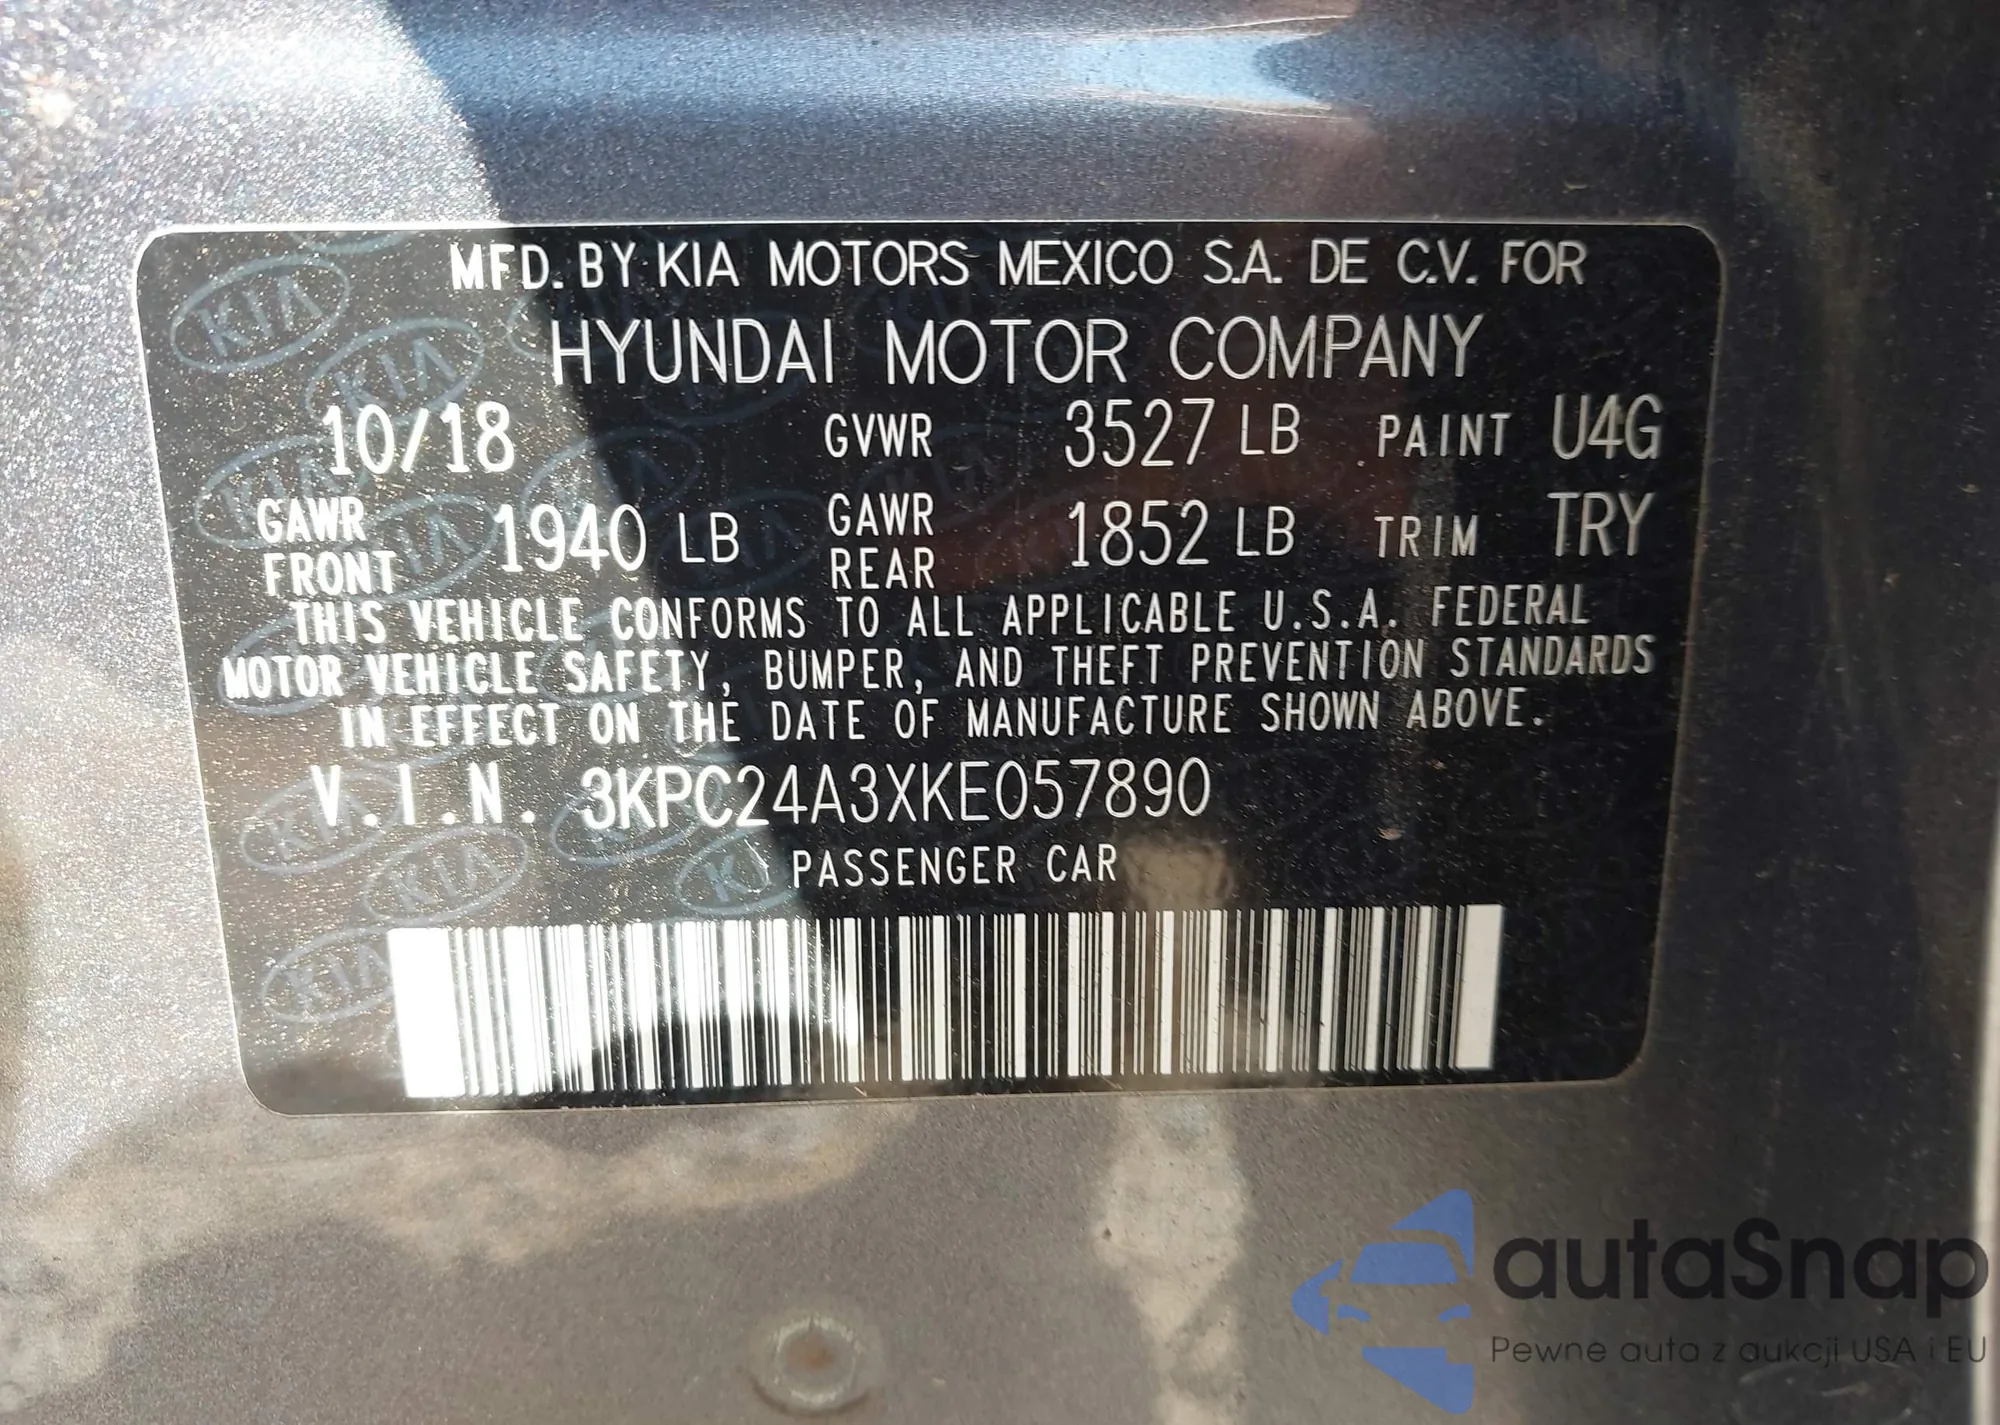 MFD. BY KIA MOTORS MEXICO S.A. DE C.V. FOR
HYUNDAI MOTOR COMPANY
10/18 GVWR 3527 LB PAINT U4G
GAWR FRONT 1940 LB GAWR REAR 1852 LB TRIM TRY
THIS VEHICLE CONFORMS TO ALL APPLICABLE U.S.A. FEDERAL
MOTOR VEHICLE SAFETY, BUMPER, AND THEFT PREVENTION STANDARDS
IN EFFECT ON THE DATE OF MANUFACTURE SHOWN ABOVE.
V.I.N. 3KPC24A3XKE057890
PASSENGER CAR
autaSnap
Pewne auta z aukcji USA i EU